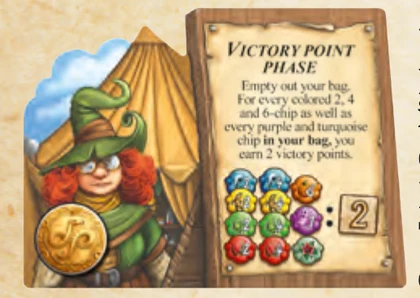 VICTORY POINT
PHASE
Empty out your bag.
For every colored 2, 4
and 6-chip as well as
every purple and turquoise
chip in your bag, you
earn 2 victory points.
: 2